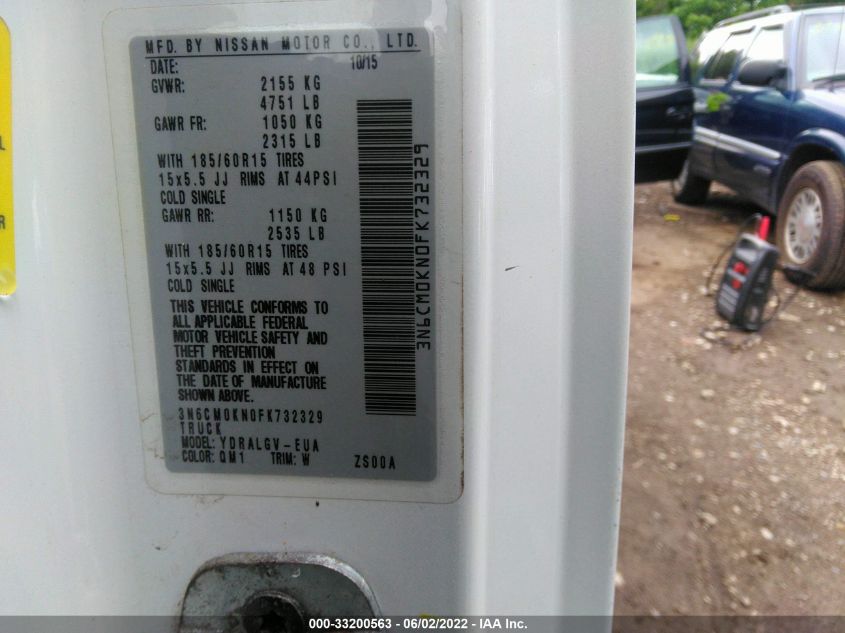 MFD. BY NISSAN MOTOR CO., LTD.
DATE: 10/15
GVWR: 2155 KG
4751 LB
GAWR FR: 1050 KG
2315 LB
WITH 185/60R15 TIRES
15x5.5 JJ RIMS AT 44PSI
COLD SINGLE
GAWR RR: 1150 KG
2535 LB
WITH 185/60R15 TIRES
15x5.5 JJ RIMS AT 48 PSI
COLD SINGLE
THIS VEHICLE CONFORMS TO
ALL APPLICABLE FEDERAL
MOTOR VEHICLE SAFETY AND
THEFT PREVENTION
STANDARDS IN EFFECT ON
THE DATE OF MANUFACTURE
SHOWN ABOVE.
3N6CM0KN0FK732329
TRUCK
MODEL: YDRALGV-EUA
COLOR: QM1 TRIM: W ZS00A
3N6CM0KN0FK732329
L
R
000-33200563 - 06/02/2022 - IAA Inc.